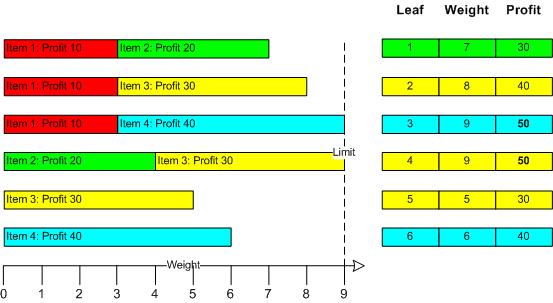 Leaf Weight Profit
Item 1: Profit 10 Item 2: Profit 20 1 7 30
Item 1: Profit 10 Item 3: Profit 30 2 8 40
Item 1: Profit 10 Item 4: Profit 40 3 9 50
Limit
Item 2: Profit 20 Item 3: Profit 30 4 9 50
Item 3: Profit 30 5 5 30
Item 4: Profit 40 6 6 40
Weight
0 1 2 3 4 5 6 7 8 9